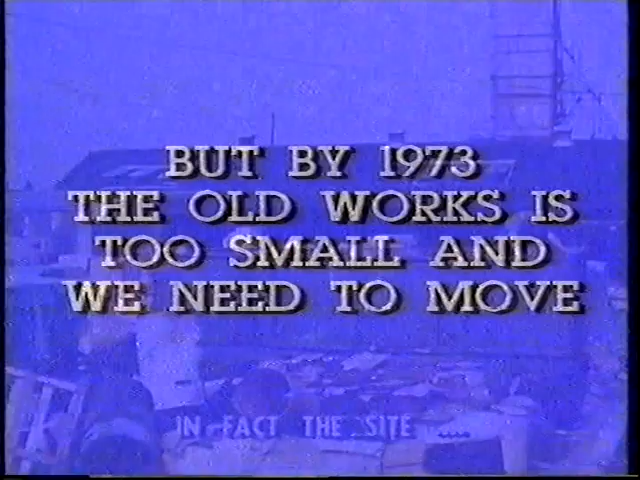 BUT BY 1973
THE OLD WORKS IS
TOO SMALL AND
WE NEED TO MOVE
IN FACT THE SITE ....